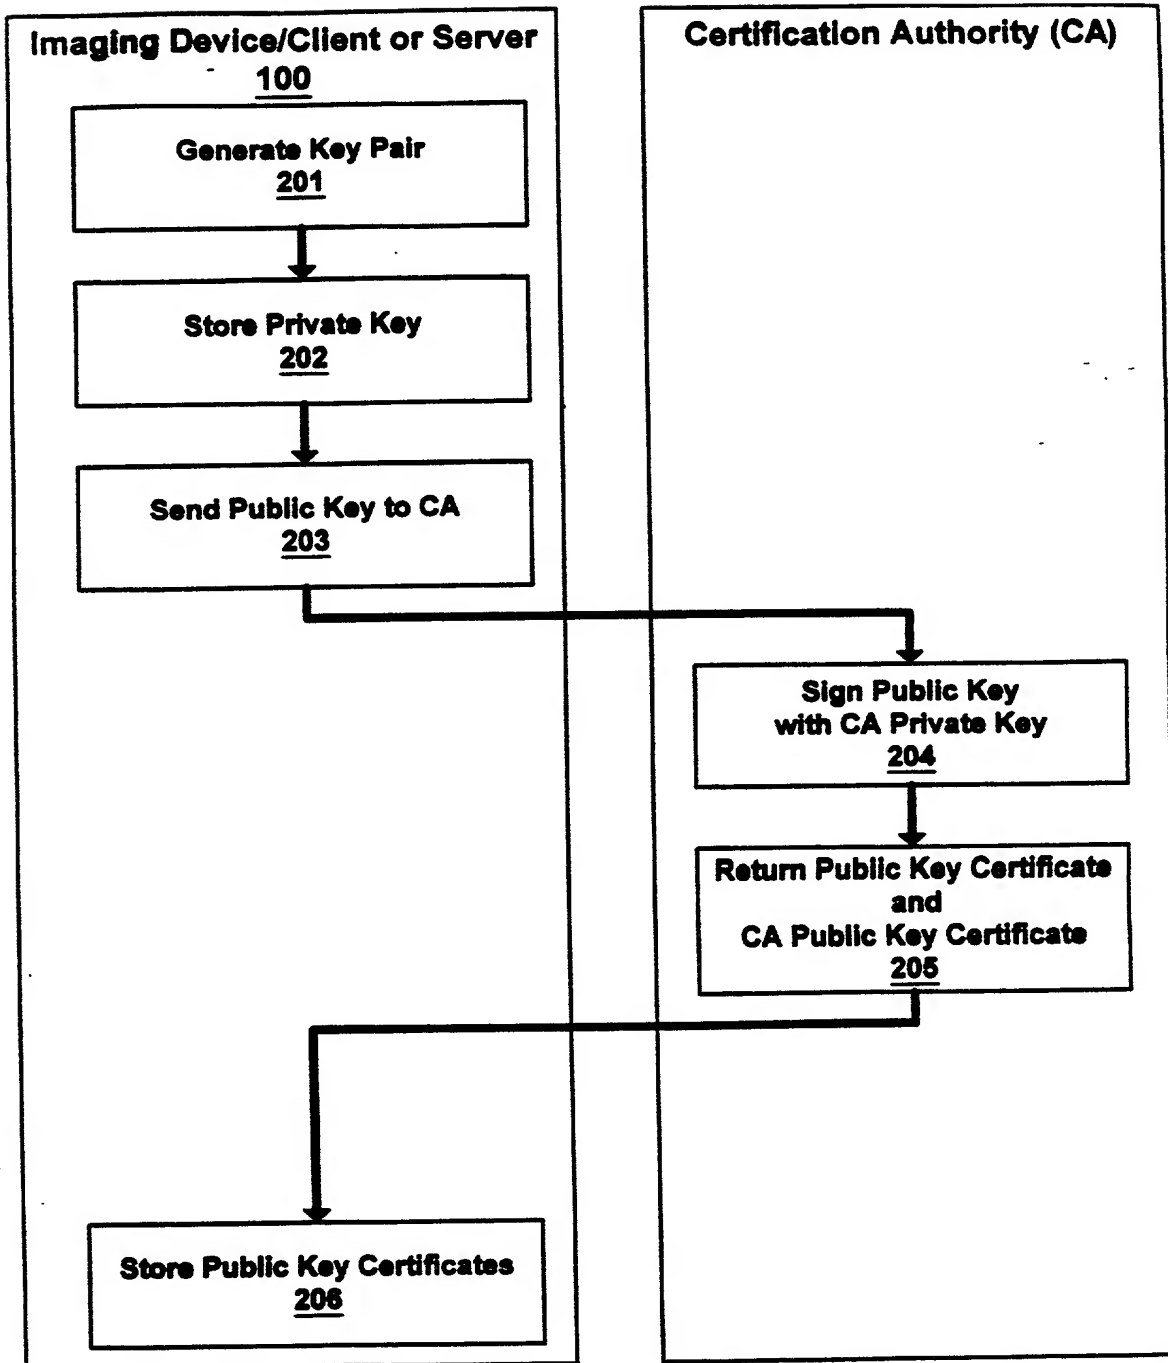 Imaging Device/Client or Server
100
Certification Authority (CA)
Generate Key Pair
201
Store Private Key
202
Send Public Key to CA
203
Sign Public Key
with CA Private Key
204
Return Public Key Certificate
and
CA Public Key Certificate
205
Store Public Key Certificates
206